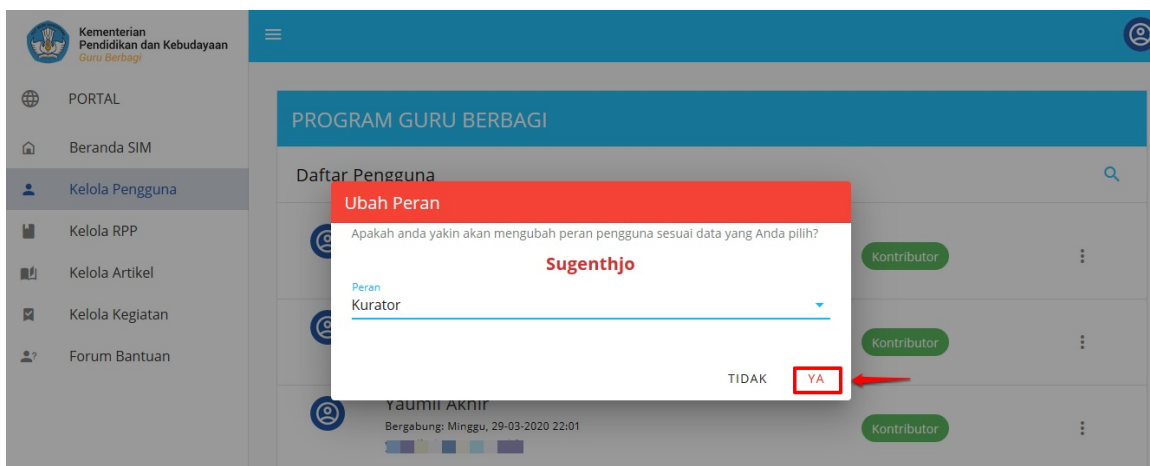 Kementerian
Pendidikan dan Kebudayaan
Guru Berbagi
PORTAL
Beranda SIM
Kelola Pengguna
Kelola RPP
Kelola Artikel
Kelola Kegiatan
Forum Bantuan
PROGRAM GURU BERBAGI
Daftar Pengguna
Ubah Peran
Apakah anda yakin akan mengubah peran pengguna sesuai data yang Anda pilih?
Sugenthjo
Peran
Kurator
TIDAK YA
Kontributor
Kontributor
Yaumil Akhir
Bergabung: Minggu, 29-03-2020 22:01
Kontributor